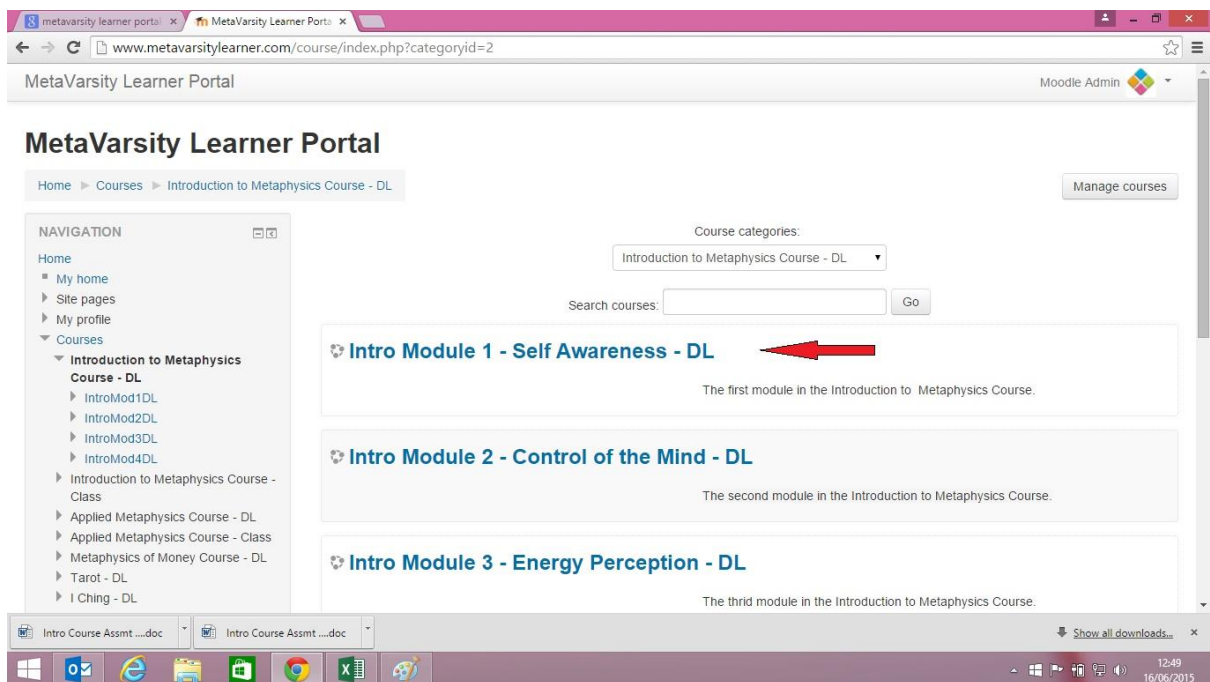 metavarsity learner portal
MetaVarsity Learner Porta
www.metavarsitylearner.com/course/index.php?categoryid=2
MetaVarsity Learner Portal
Moodle Admin
MetaVarsity Learner Portal
Home Courses Introduction to Metaphysics Course - DL
Manage courses
NAVIGATION
Home
My home
Site pages
My profile
Courses
Introduction to Metaphysics
Course - DL
IntroMod1DL
IntroMod2DL
IntroMod3DL
IntroMod4DL
Introduction to Metaphysics Course -
Class
Applied Metaphysics Course - DL
Applied Metaphysics Course - Class
Metaphysics of Money Course - DL
Tarot - DL
I Ching - DL
Course categories:
Introduction to Metaphysics Course - DL
Search courses:
Go
Intro Module 1 - Self Awareness - DL
The first module in the Introduction to Metaphysics Course.
Intro Module 2 - Control of the Mind - DL
The second module in the Introduction to Metaphysics Course.
Intro Module 3 - Energy Perception - DL
The thrid module in the Introduction to Metaphysics Course.
Intro Course Assmt ....doc
Intro Course Assmt ....doc
Show all downloads...
12:49
16/06/2015